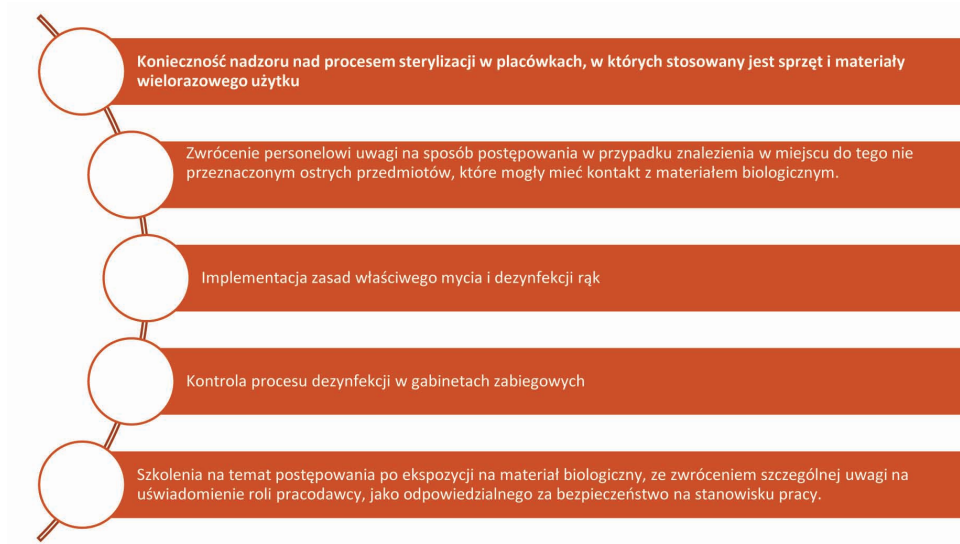 Konieczność nadzoru nad procesem sterylizacji w placówkach, w których stosowany jest sprzęt i materiały
wielorazowego użytku
Zwrócenie personelowi uwagi na sposób postępowania w przypadku znalezienia w miejscu do tego nie
przeznaczonym ostrych przedmiotów, które mogły mieć kontakt z materiałem biologicznym.
Implementacja zasad właściwego mycia i dezynfekcji rąk
Kontrola procesu dezynfekcji w gabinetach zabiegowych
Szkolenia na temat postępowania po ekspozycji na materiał biologiczny, ze zwróceniem szczególnej uwagi na
uświadomienie roli pracodawcy, jako odpowiedzialnego za bezpieczeństwo na stanowisku pracy.